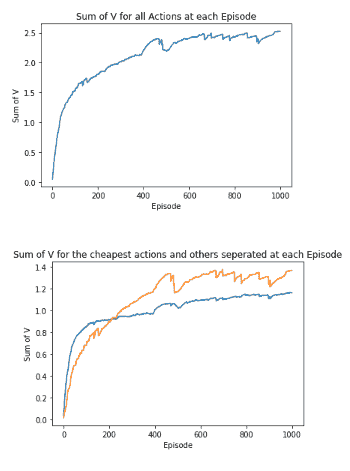 Sum of V for all Actions at each Episode
2.5
2.0
1.5
1.0
0.5
0.0
Sum of V
0 200 400 600 800 1000
Episode
Sum of V for the cheapest actions and others seperated at each Episode
1.4
1.2
1.0
0.8
0.6
0.4
0.2
0.0
Sum of V
0 200 400 600 800 1000
Episode